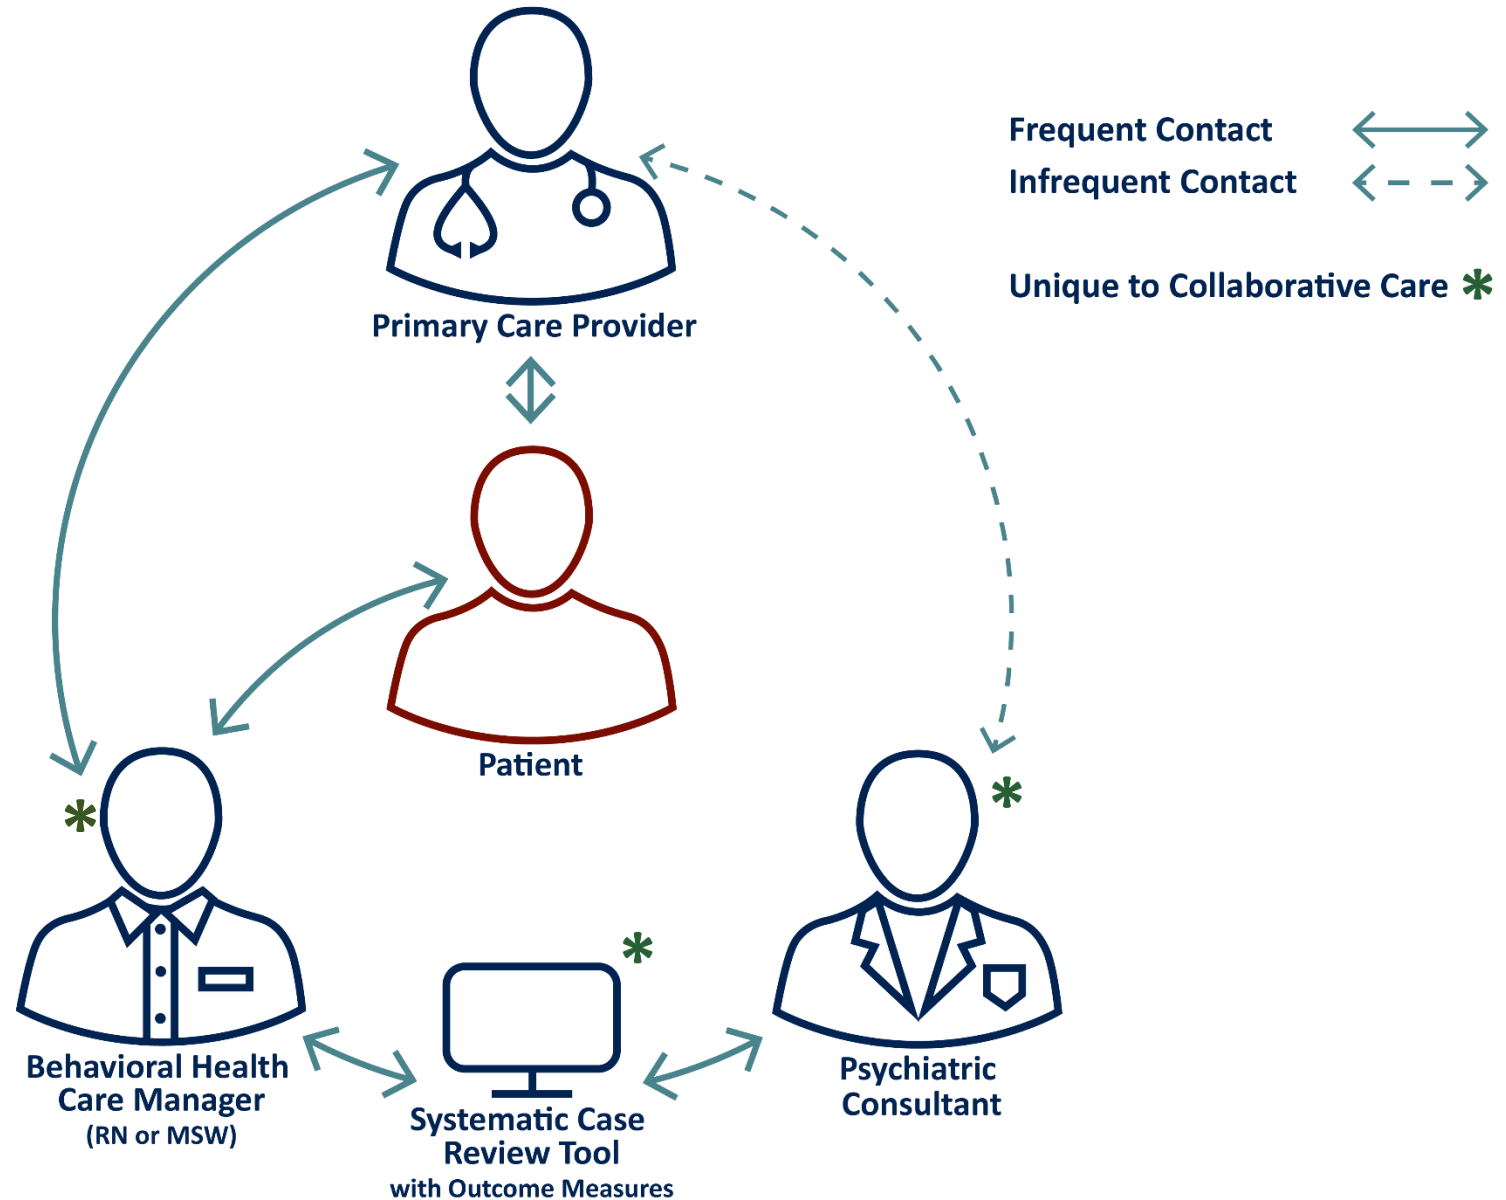 Frequent Contact
Infrequent Contact
Unique to Collaborative Care *
Primary Care Provider
Patient
*
*
*
Behavioral Health
Care Manager
(RN or MSW)
Systematic Case
Review Tool
with Outcome Measures
Psychiatric
Consultant